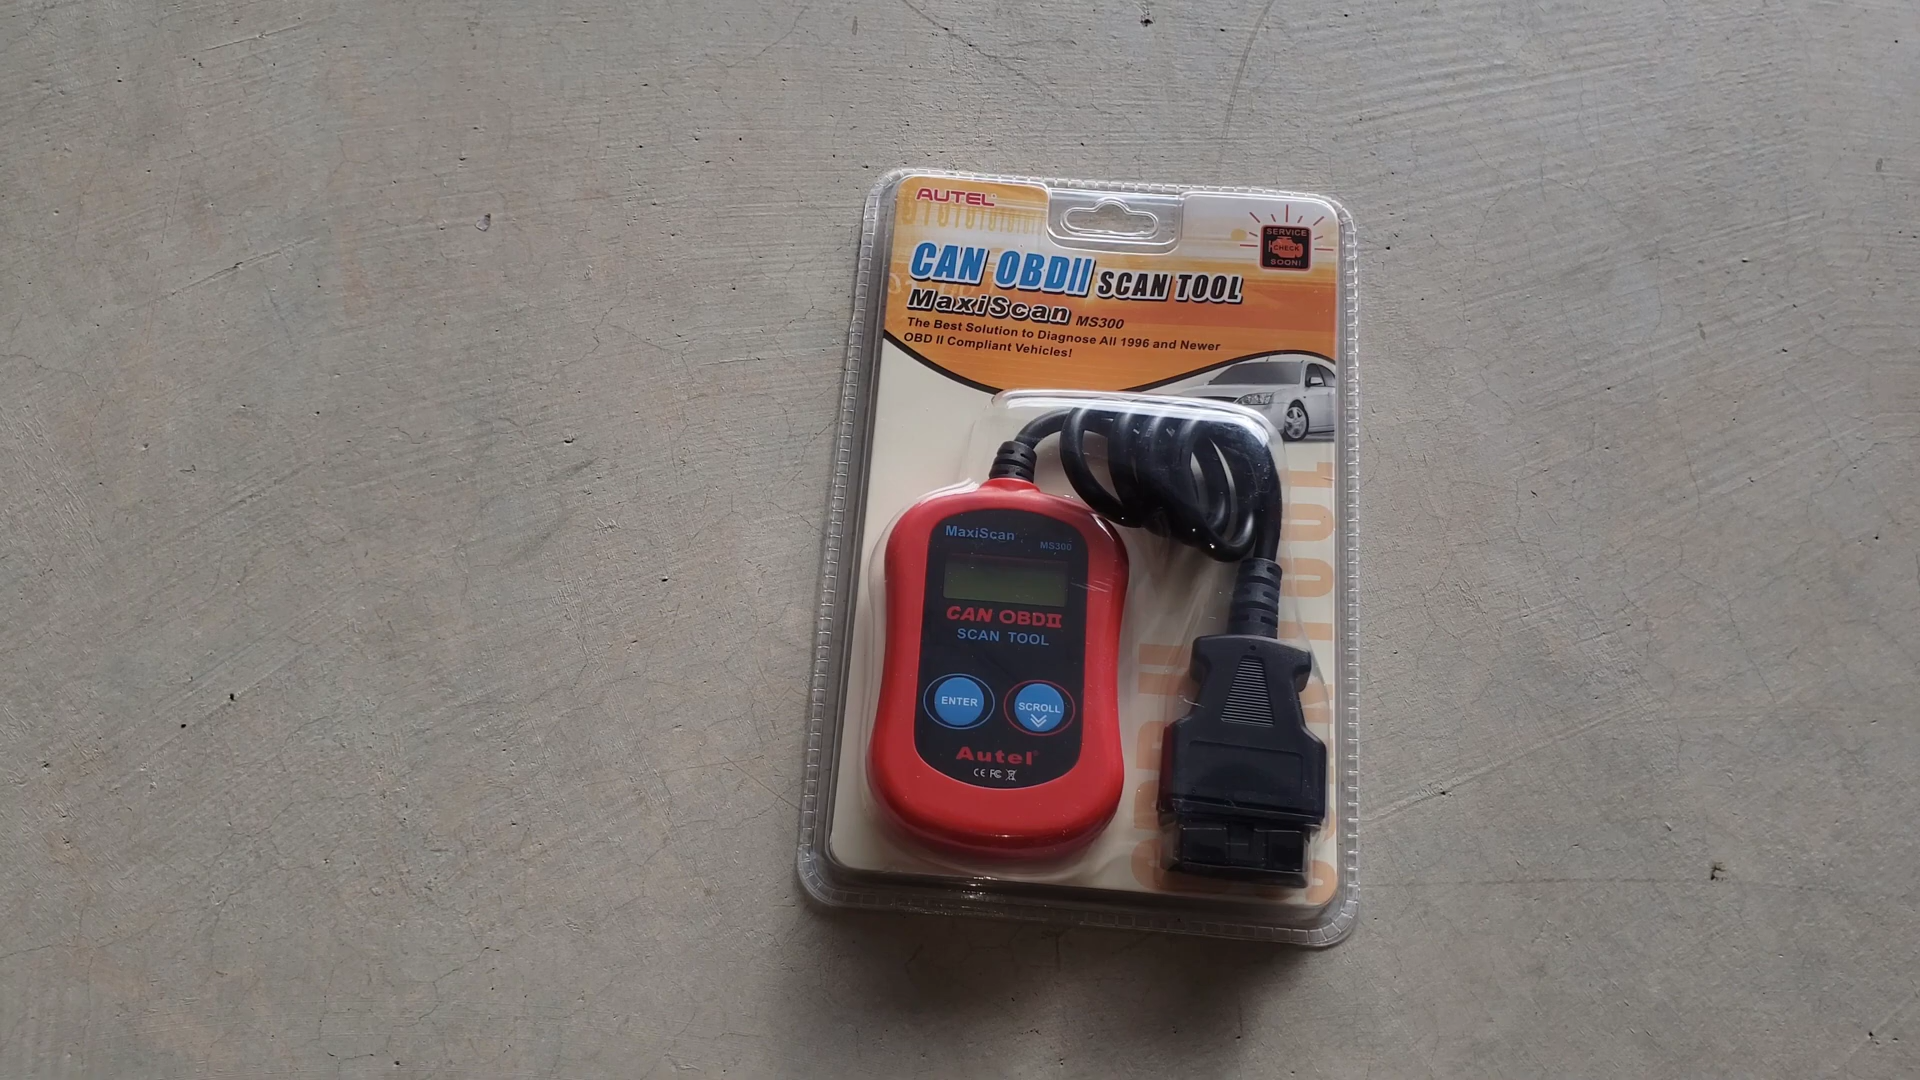 AUTEL
SERVICE
CHECK
SOON!
CAN OBDII SCAN TOOL
MaxiScan MS300
The Best Solution to Diagnose All 1996 and Newer
OBD II Compliant Vehicles!
MaxiScan
MS300
CAN OBDII
SCAN TOOL
ENTER
SCROLL
Autel®
CE FC